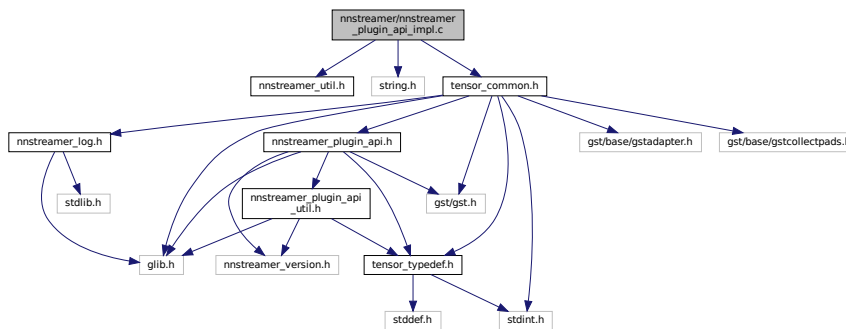 nnstreamer/nnstreamer
_plugin_api_impl.c
nnstreamer_util.h
string.h
tensor_common.h
nnstreamer_log.h
nnstreamer_plugin_api.h
gst/base/gstadapter.h
gst/base/gstcollectpads.h
stdlib.h
nnstreamer_plugin_api
_util.h
gst/gst.h
glib.h
nnstreamer_version.h
tensor_typedef.h
stddef.h
stdint.h